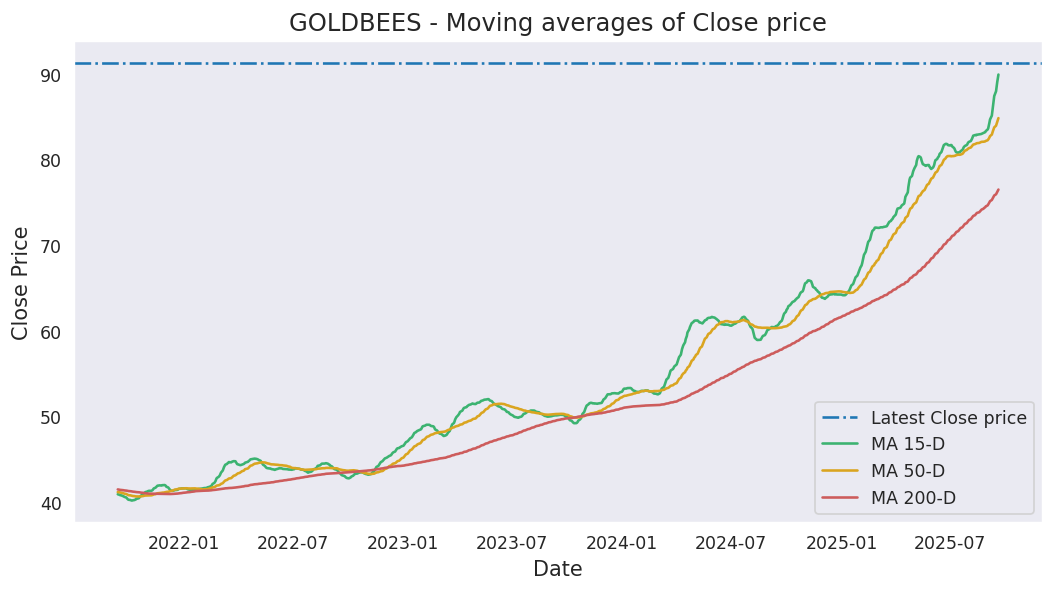 GOLDBEES - Moving averages of Close price
Close Price
90
80
70
60
50
40
2022-01 2022-07 2023-01 2023-07 2024-01 2024-07 2025-01 2025-07
Date
Latest Close price
MA 15-D
MA 50-D
MA 200-D